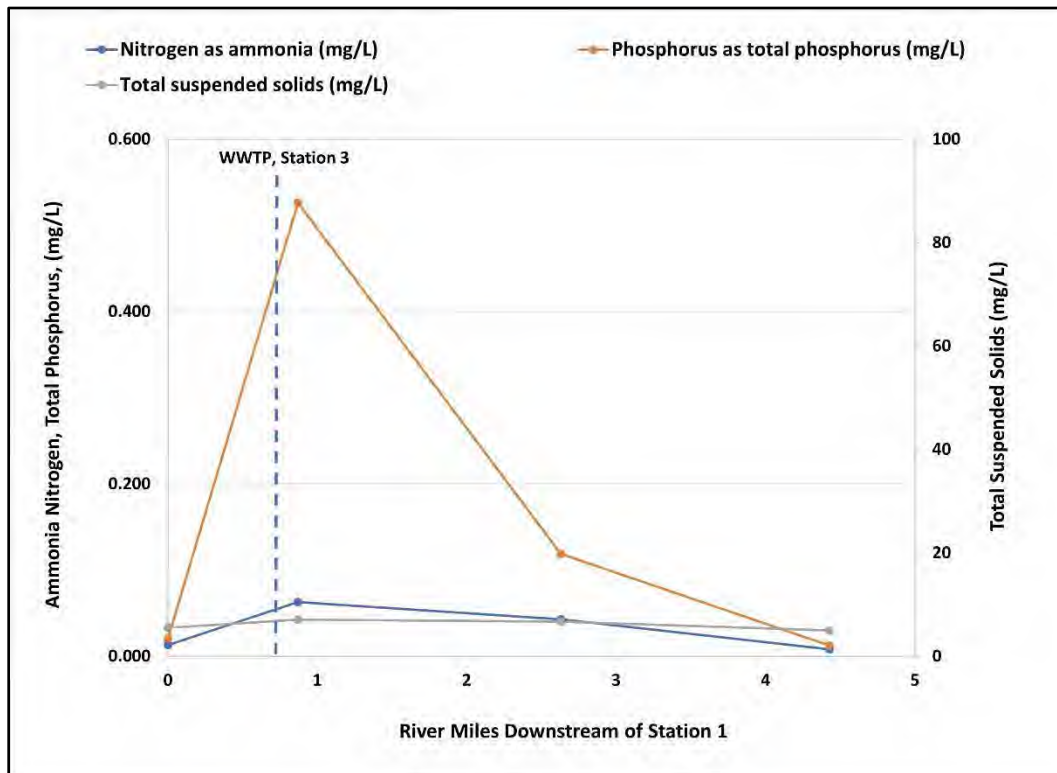 Nitrogen as ammonia (mg/L)
Phosphorus as total phosphorus (mg/L)
Total suspended solids (mg/L)
WWTP, Station 3
Ammonia Nitrogen, Total Phosphorus, (mg/L)
0.600
0.400
0.200
0.000
100
80
60
40
20
0
Total Suspended Solids (mg/L)
0 1 2 3 4 5
River Miles Downstream of Station 1